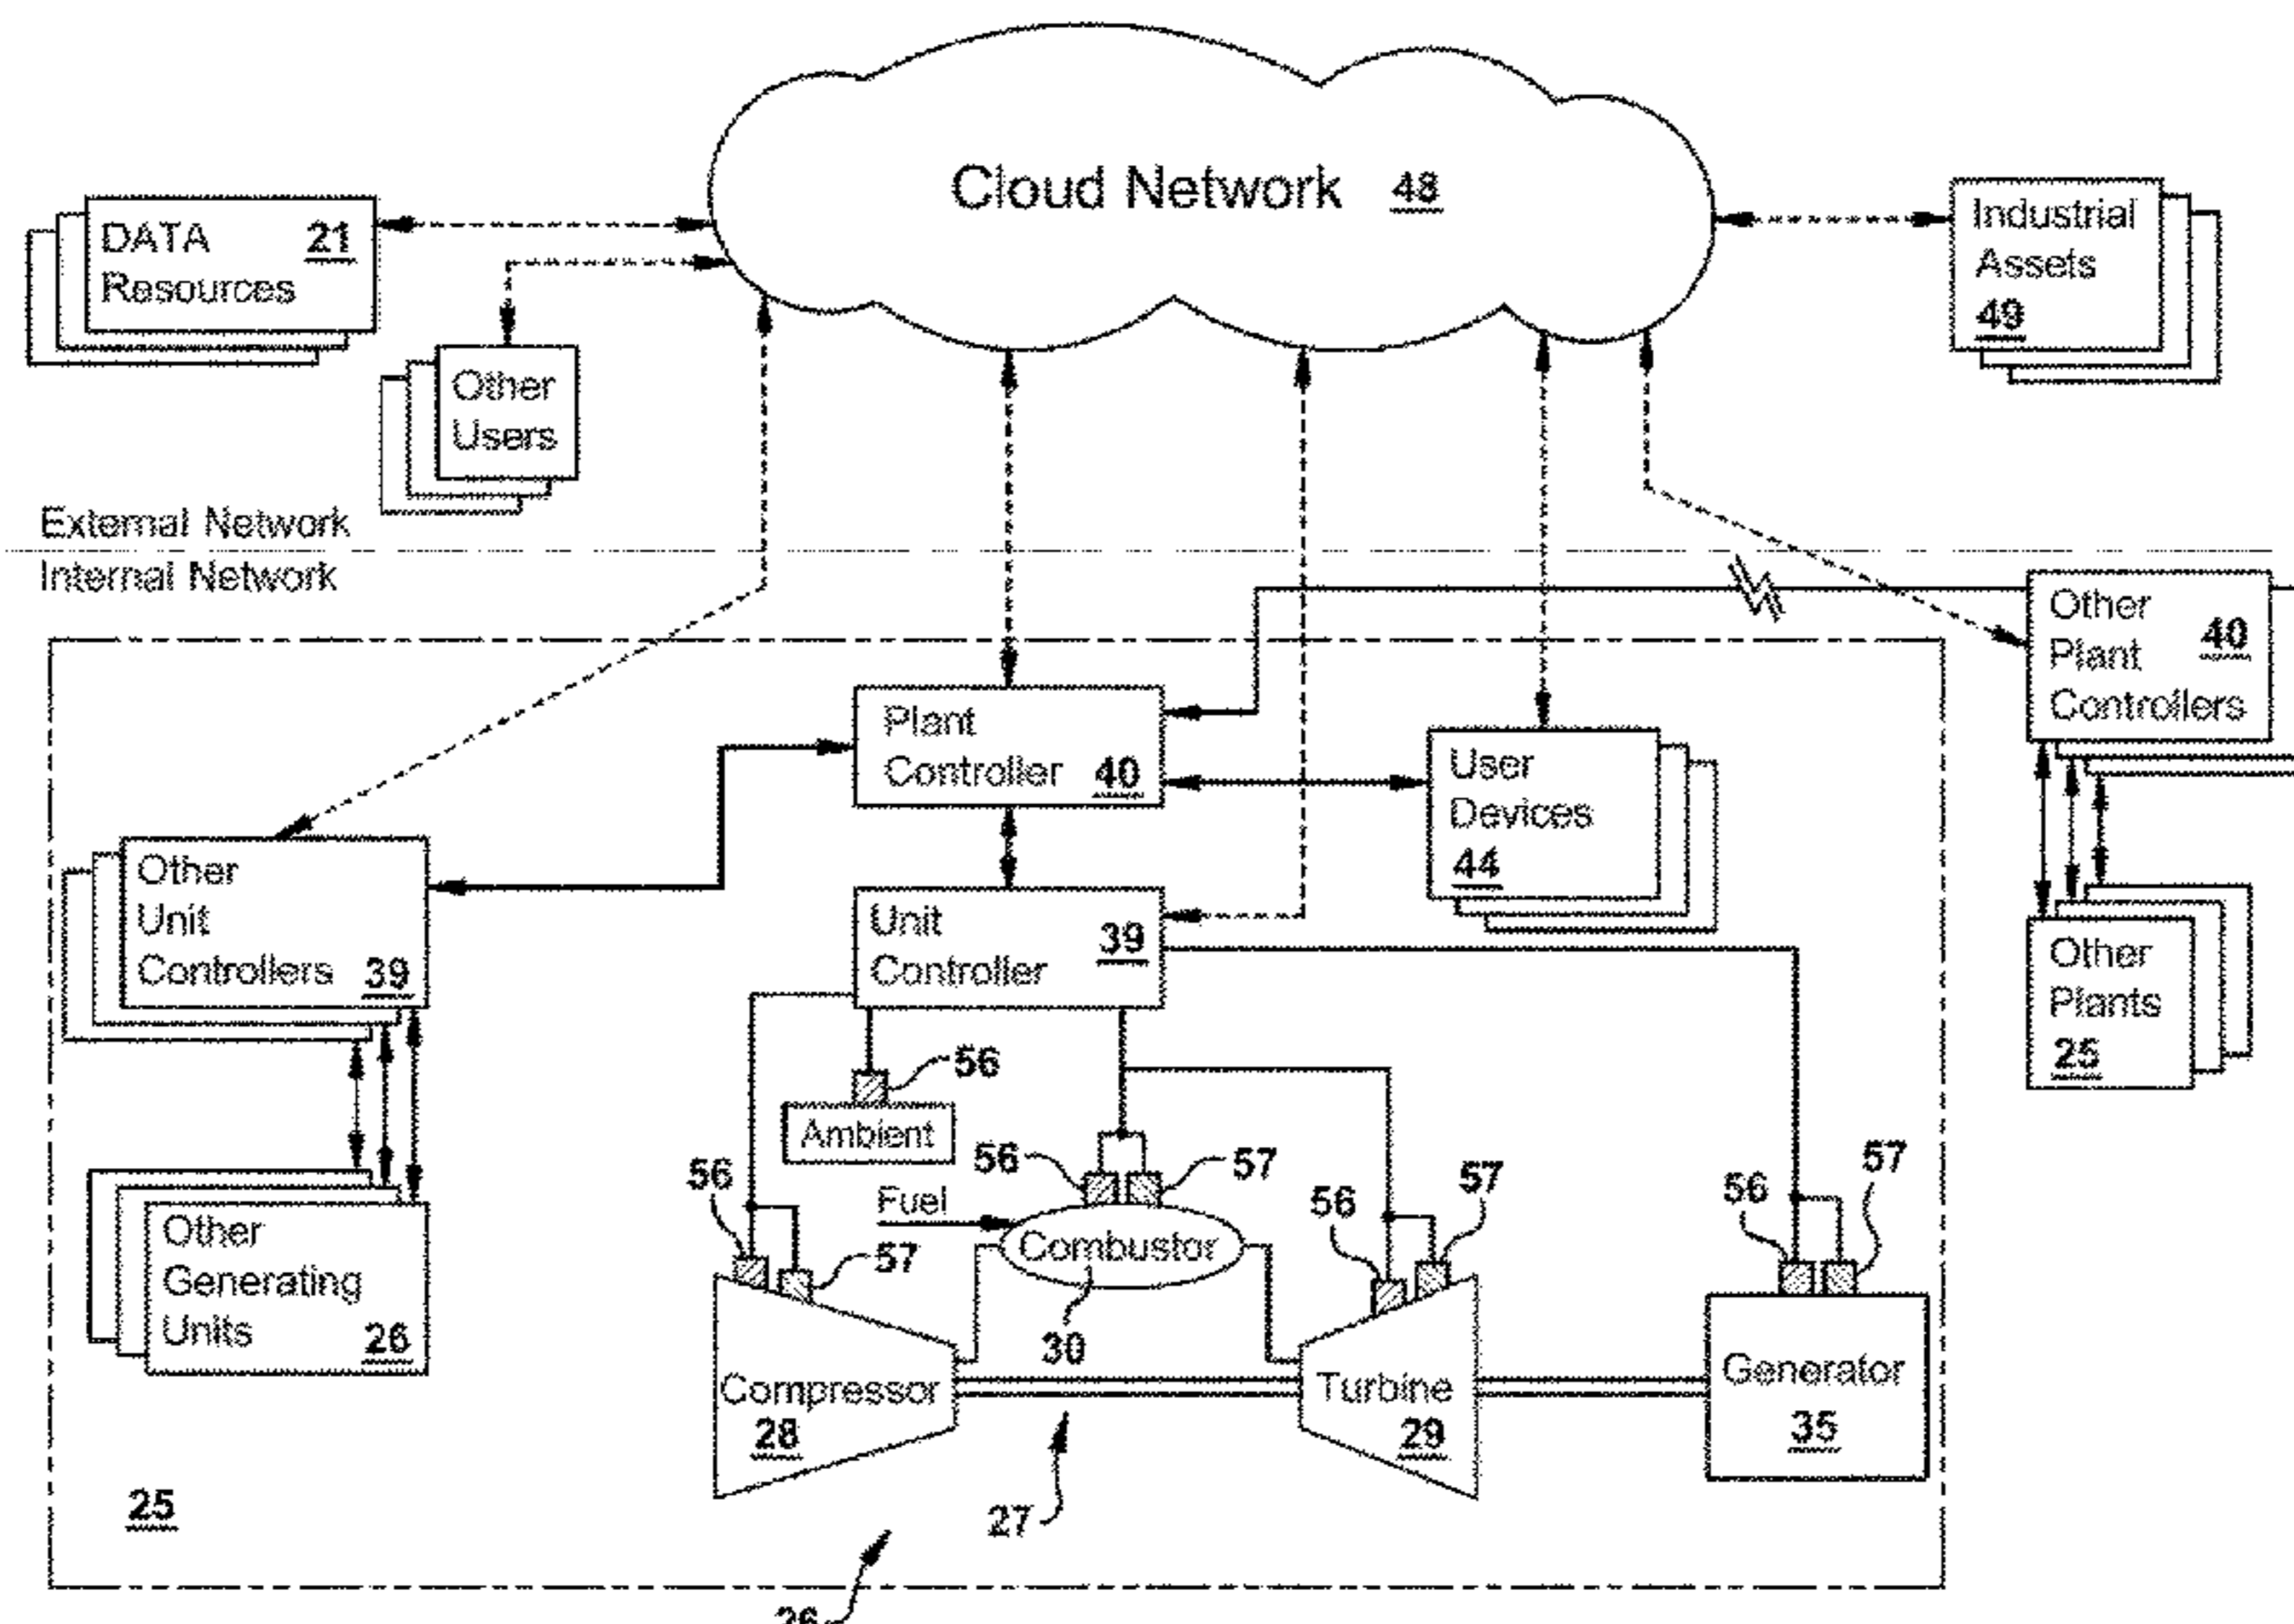 Cloud Network 48
DATA 21
Resources
Other
Users
Industrial
Assets
49
External Network
Internal Network
Other
Plant 40
Controllers
Plant
Controller 40
User
Devices
44
Other
Unit
Controllers 39
Unit
Controller 39
Other
Plants
25
56
Ambient
56
56
57
Fuel
Combustor
30
57
56
57
56
57
Other
Generating
Units 26
Compressor
28
Turbine
29
Generator
35
25
27
26